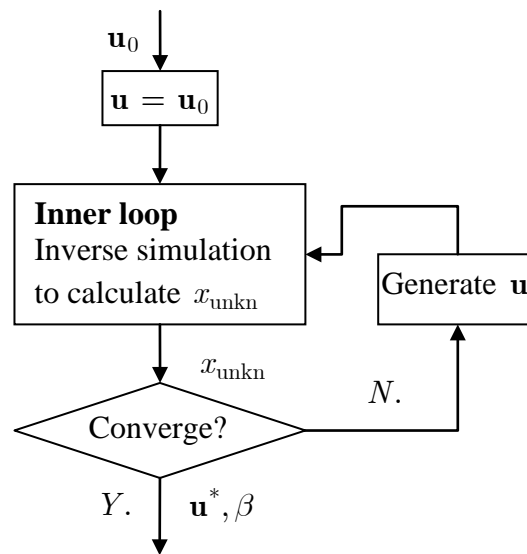 u₀
u = u₀
Inner loop
Inverse simulation
to calculate x_unkn
Generate u
x_unkn
Converge?
N.
Y.
u*, β